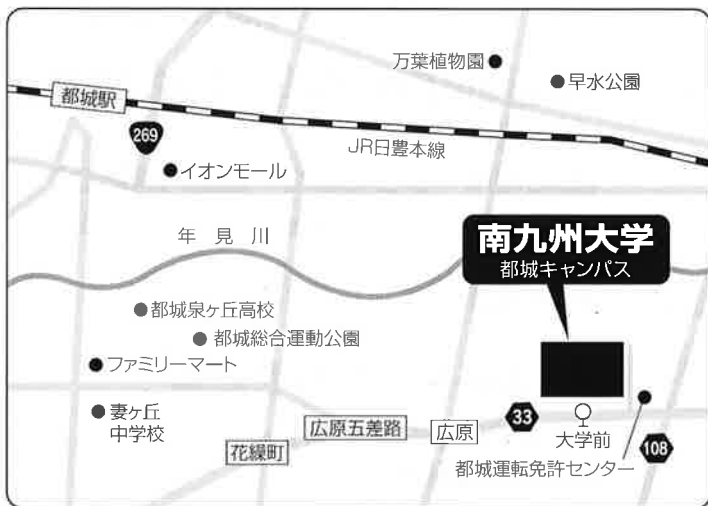 万葉植物園
早水公園
都城駅
269
JR日豊本線
イオンモール
年見川
南九州大学
都城キャンパス
都城泉ヶ丘高校
都城総合運動公園
ファミリーマート
妻ヶ丘
中学校
花繰町
広原五差路
広原
33
大学前
都城運転免許センター
108